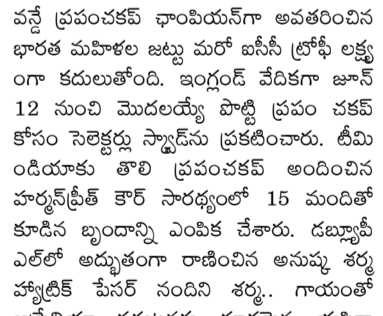 వన్డే ప్రపంచకప్ ఛాంపియన్‌గా అవతరించిన
భారత మహిళల జట్టు మరో ఐసీసీ ట్రోఫీ లక్ష్య
ంగా కదులుతోంది. ఇంగ్లండ్ వేదికగా జూన్
12 నుంచి మొదలయ్యే పొట్టి ప్రపం చకప్
కోసం సెలెక్టర్లు స్క్వాడ్‌ను ప్రకటించారు. టీమి
ండియాకు తొలి ప్రపంచకప్ అందించిన
హర్మన్‌ప్రీత్ కౌర్ సారథ్యంలో 15 మందితో
కూడిన బృందాన్ని ఎంపిక చేశారు. డబ్ల్యూపీ
ఎల్‌లో అద్భుతంగా రాణించిన అనుష్క శర్మ
హ్యాట్రిక్ పేసర్ నందిని శర్మ.. గాయంతో